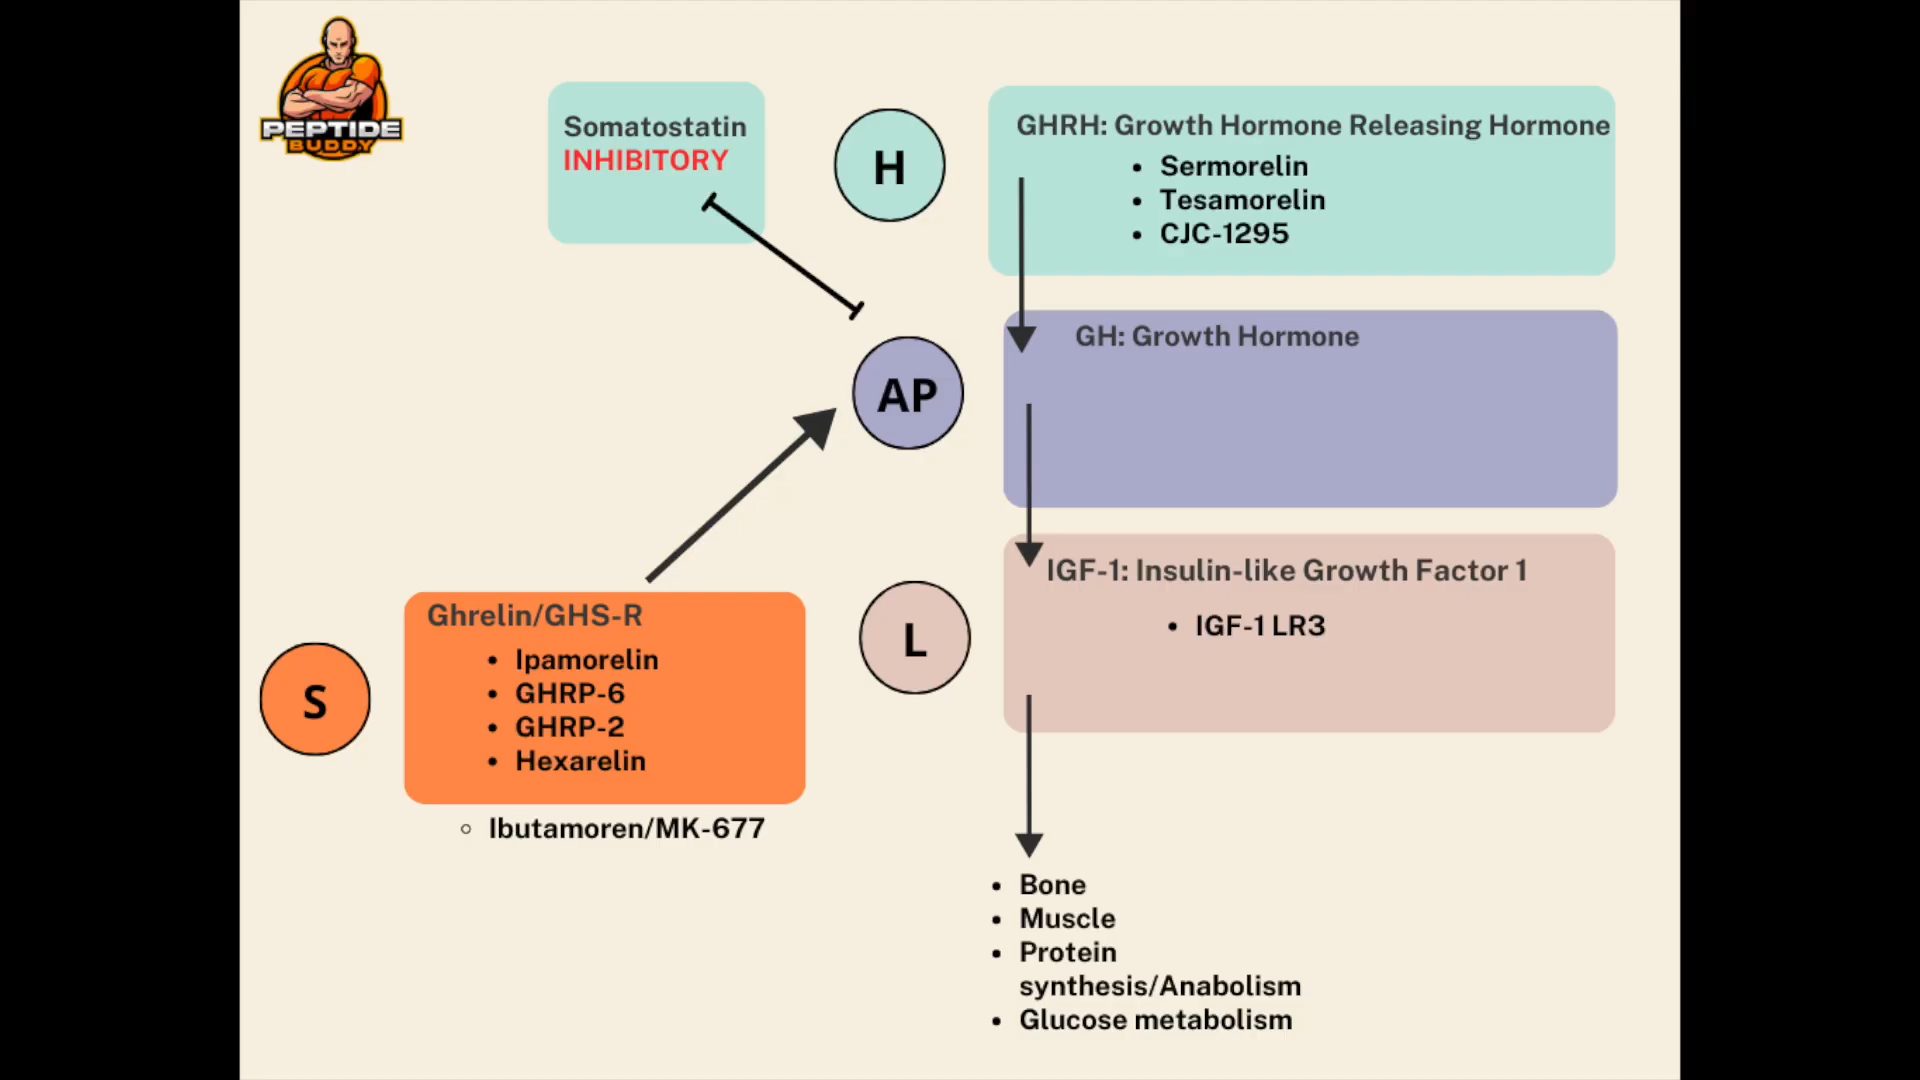 PEPTIDE
BUDDY
Somatostatin
INHIBITORY
H
GHRH: Growth Hormone Releasing Hormone
• Sermorelin
• Tesamorelin
• CJC-1295
AP
GH: Growth Hormone
S
Ghrelin/GHS-R
• Ipamorelin
• GHRP-6
• GHRP-2
• Hexarelin
◦ Ibutamoren/MK-677
L
IGF-1: Insulin-like Growth Factor 1
• IGF-1 LR3
• Bone
• Muscle
• Protein
synthesis/Anabolism
• Glucose metabolism